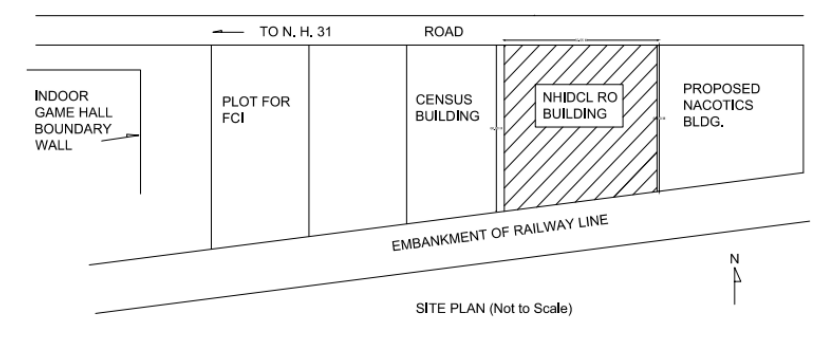 TO N. H. 31
ROAD
INDOOR
GAME HALL
BOUNDARY
WALL
PLOT FOR
FCI
CENSUS
BUILDING
NHIDCL RO
BUILDING
PROPOSED
NACOTICS
BLDG.
EMBANKMENT OF RAILWAY LINE
N
SITE PLAN (Not to Scale)